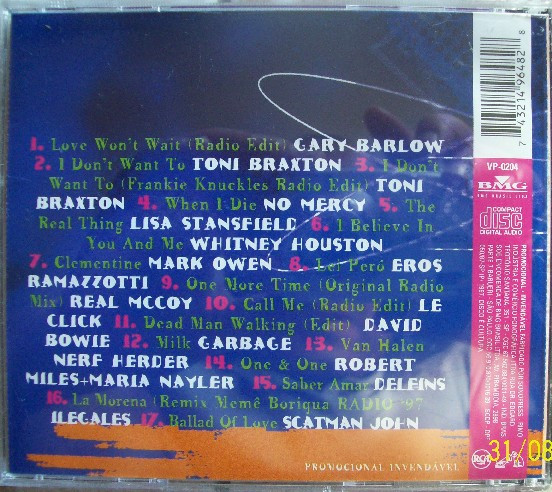 1. Love Won't Wait (Radio Edit) GARY BARLOW
2. I Don't Want To TONI BRAXTON 3. I Don't
Want To (Frankie Knuckles Radio Edit) TONI
BRAXTON 4. When I Die NO MERCY 5. The
Real Thing LISA STANSFIELD 6. I Believe In
You And Me WHITNEY HOUSTON
7. Clementine MARK OWEN 8. Lei Però EROS
RAMAZZOTTI 9. One More Time (Original Radio
Mix) REAL MCCOY 10. Call Me (Radio Edit) LE
CLICK 11. Dead Man Walking (Edit) DAVID
BOWIE 12. Milk GARBAGE 13. Van Halen
NERF HERDER 14. One & One ROBERT
MILES+MARIA NAYLER 15. Saber Amar DELFINS
16. La Morena (Remix Memê Boriqua RADIO '97
ILEGALES 17. Ballad Of Love SCATMAN JOHN
PROMOCIONAL INVENDÁVEL
7 43214 96482 8
VP-0204
BMG
BMG BRASIL LTDA.
COMPACT
disc
DIGITAL AUDIO
RCA
31/08